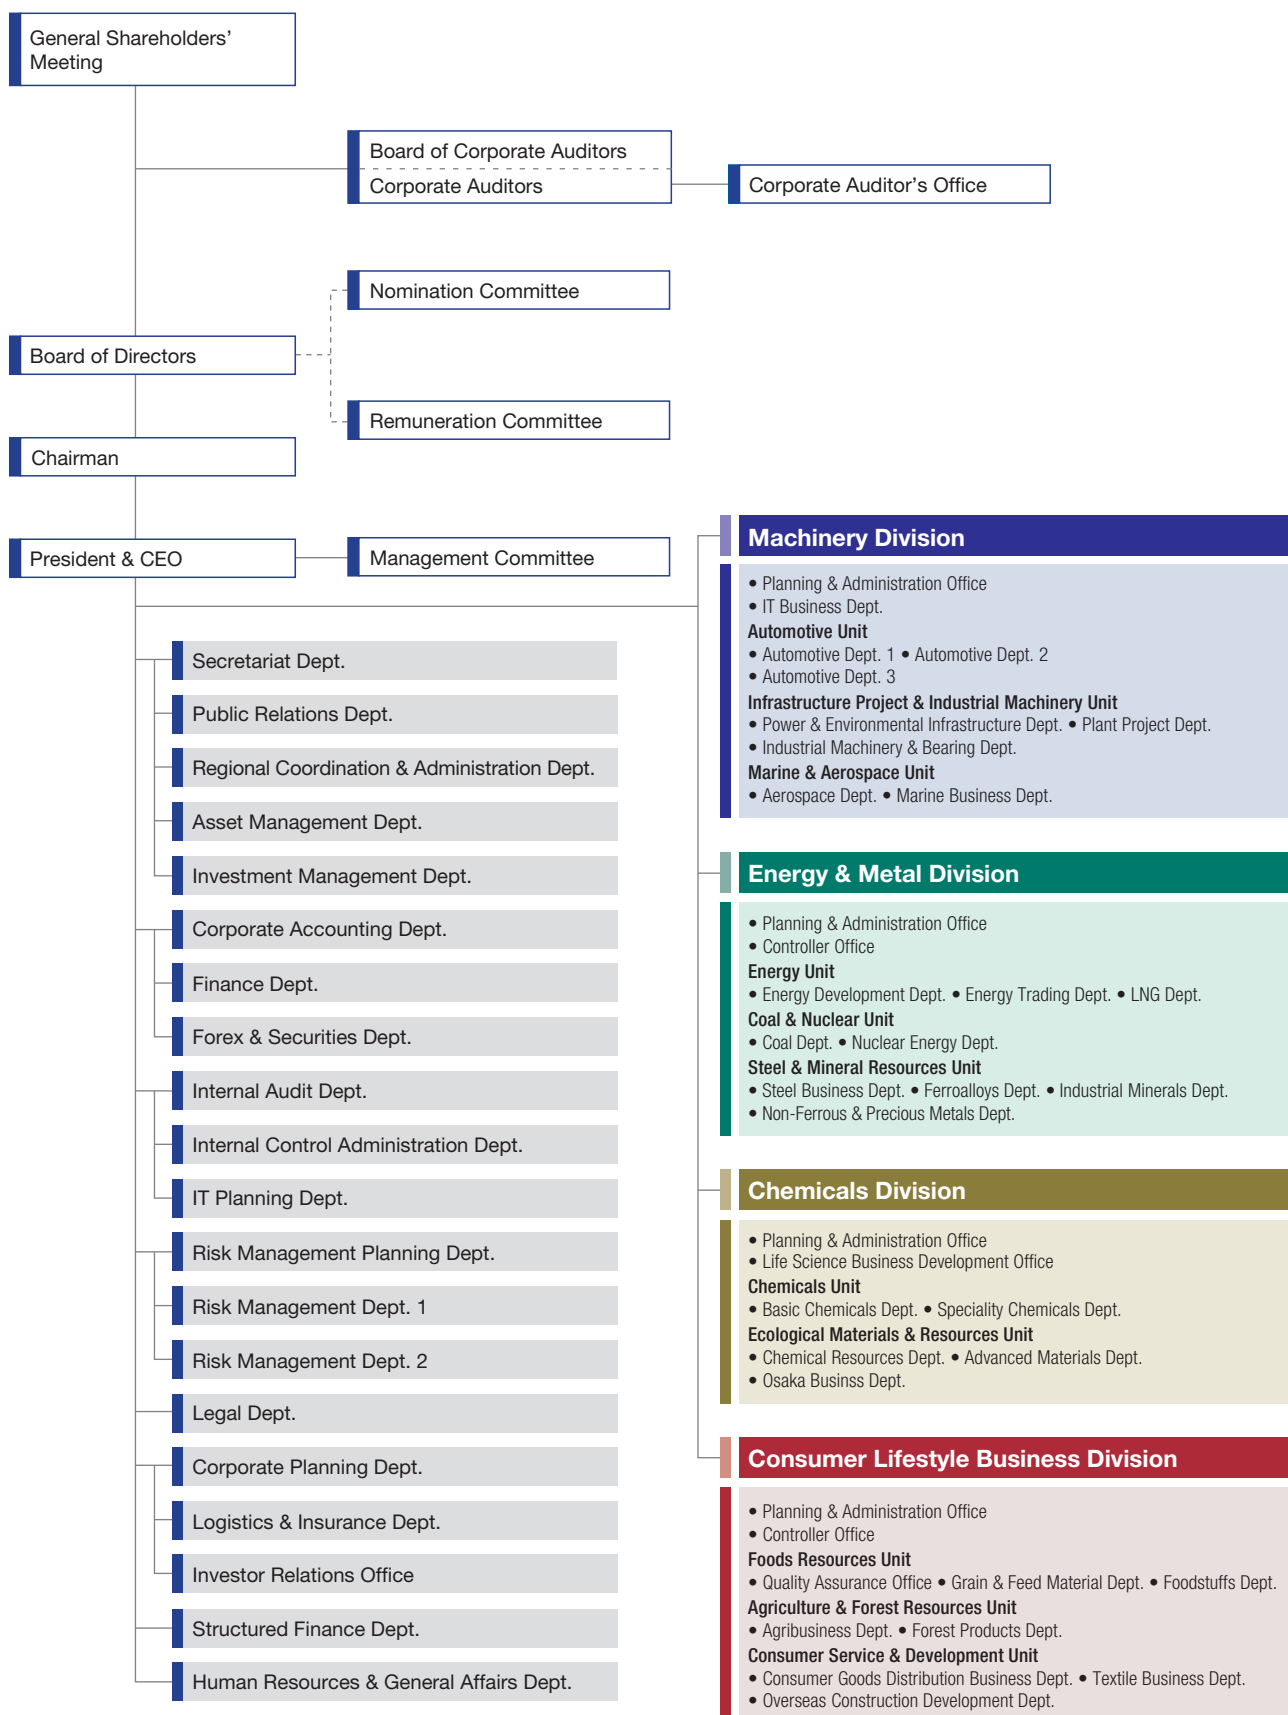 General Shareholders'
Meeting
Board of Corporate Auditors
Corporate Auditors
Corporate Auditor's Office
Nomination Committee
Board of Directors
Remuneration Committee
Chairman
President & CEO
Management Committee
Secretariat Dept.
Public Relations Dept.
Regional Coordination & Administration Dept.
Asset Management Dept.
Investment Management Dept.
Corporate Accounting Dept.
Finance Dept.
Forex & Securities Dept.
Internal Audit Dept.
Internal Control Administration Dept.
IT Planning Dept.
Risk Management Planning Dept.
Risk Management Dept. 1
Risk Management Dept. 2
Legal Dept.
Corporate Planning Dept.
Logistics & Insurance Dept.
Investor Relations Office
Structured Finance Dept.
Human Resources & General Affairs Dept.
Machinery Division
• Planning & Administration Office
• IT Business Dept.
Automotive Unit
• Automotive Dept. 1 • Automotive Dept. 2
• Automotive Dept. 3
Infrastructure Project & Industrial Machinery Unit
• Power & Environmental Infrastructure Dept. • Plant Project Dept.
• Industrial Machinery & Bearing Dept.
Marine & Aerospace Unit
• Aerospace Dept. • Marine Business Dept.
Energy & Metal Division
• Planning & Administration Office
• Controller Office
Energy Unit
• Energy Development Dept. • Energy Trading Dept. • LNG Dept.
Coal & Nuclear Unit
• Coal Dept. • Nuclear Energy Dept.
Steel & Mineral Resources Unit
• Steel Business Dept. • Ferroalloys Dept. • Industrial Minerals Dept.
• Non-Ferrous & Precious Metals Dept.
Chemicals Division
• Planning & Administration Office
• Life Science Business Development Office
Chemicals Unit
• Basic Chemicals Dept. • Speciality Chemicals Dept.
Ecological Materials & Resources Unit
• Chemical Resources Dept. • Advanced Materials Dept.
• Osaka Businss Dept.
Consumer Lifestyle Business Division
• Planning & Administration Office
• Controller Office
Foods Resources Unit
• Quality Assurance Office • Grain & Feed Material Dept. • Foodstuffs Dept.
Agriculture & Forest Resources Unit
• Agribusiness Dept. • Forest Products Dept.
Consumer Service & Development Unit
• Consumer Goods Distribution Business Dept. • Textile Business Dept.
• Overseas Construction Development Dept.